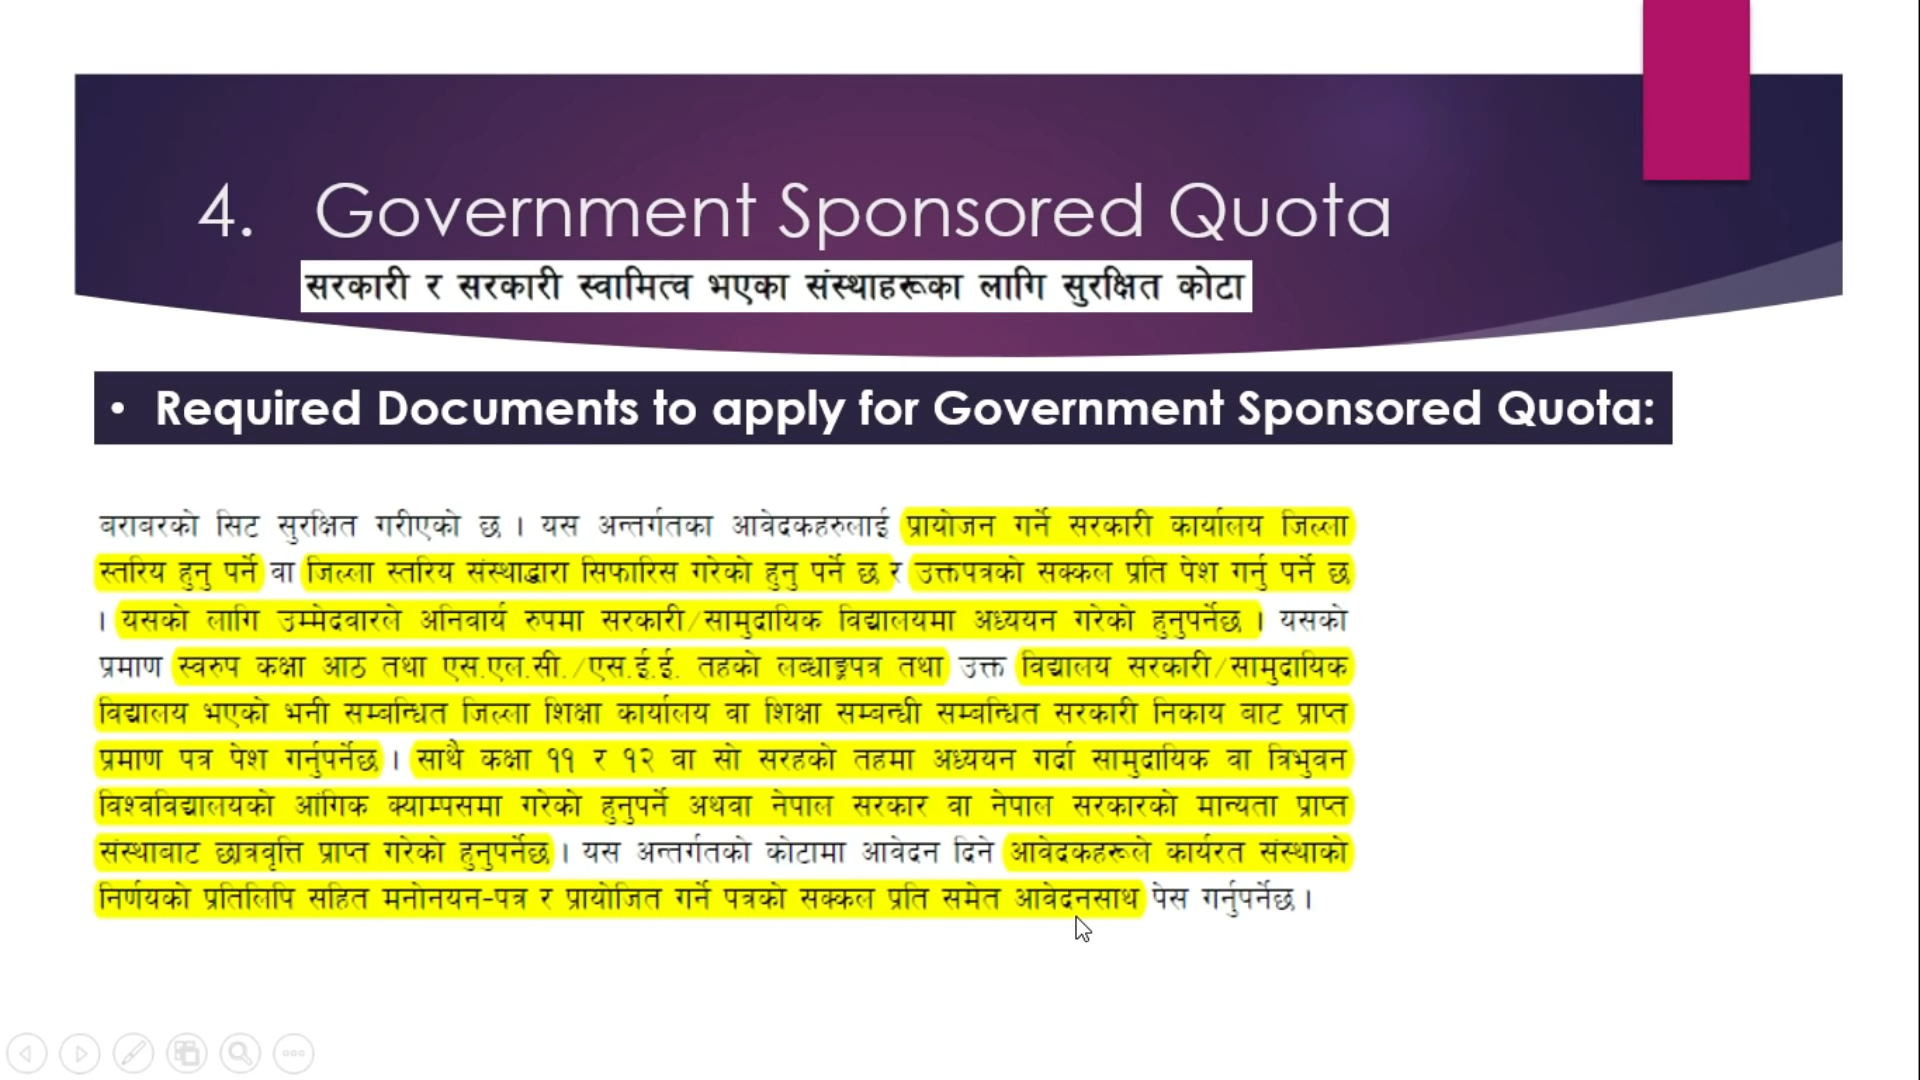 4. Government Sponsored Quota
सरकारी र सरकारी स्वामित्व भएका संस्थाहरूका लागि सुरक्षित कोटा
• Required Documents to apply for Government Sponsored Quota:
बराबरको सिट सुरक्षित गरीएको छ । यस अन्तर्गतका आवेदकहरुलाई प्रायोजन गर्ने सरकारी कार्यालय जिल्ला
स्तरिय हुनु पर्ने वा जिल्ला स्तरिय संस्थाद्वारा सिफारिस गरेको हुनु पर्ने छ र उक्तपत्रको सक्कल प्रति पेश गर्नु पर्ने छ
। यसको लागि उम्मेदवारले अनिवार्य रुपमा सरकारी/सामुदायिक विद्यालयमा अध्ययन गरेको हुनुपर्नेछ । यसको
प्रमाण स्वरुप कक्षा आठ तथा एस.एल.सी./एस.ई.ई. तहको लब्धाङ्कपत्र तथा उक्त विद्यालय सरकारी/सामुदायिक
विद्यालय भएको भनी सम्बन्धित जिल्ला शिक्षा कार्यालय वा शिक्षा सम्बन्धी सम्बन्धित सरकारी निकाय बाट प्राप्त
प्रमाण पत्र पेश गर्नुपर्नेछ । साथै कक्षा ११ र १२ वा सो सरहको तहमा अध्ययन गर्दा सामुदायिक वा त्रिभुवन
विश्वविद्यालयको आंगिक क्याम्पसमा गरेको हुनुपर्ने अथवा नेपाल सरकार वा नेपाल सरकारको मान्यता प्राप्त
संस्थाबाट छात्रवृत्ति प्राप्त गरेको हुनुपर्नेछ । यस अन्तर्गतको कोटामा आवेदन दिने आवेदकहरूले कार्यरत संस्थाको
निर्णयको प्रतिलिपि सहित मनोनयन-पत्र र प्रायोजित गर्ने पत्रको सक्कल प्रति समेत आवेदनसाथ पेस गर्नुपर्नेछ ।